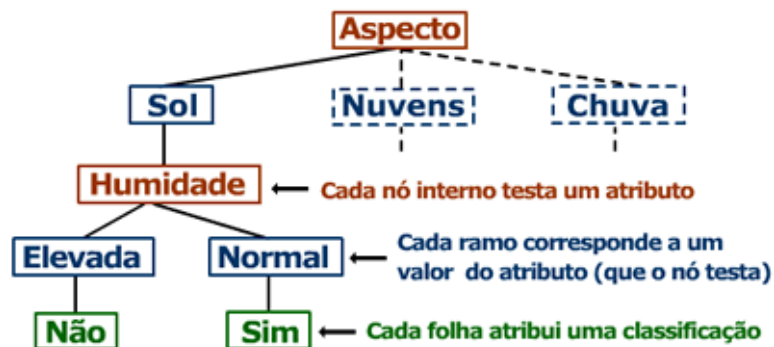 Aspecto
Sol Nuvens Chuva
Humidade Cada nó interno testa um atributo
Elevada Normal Cada ramo corresponde a um
valor do atributo (que o nó testa)
Não Sim Cada folha atribui uma classificação